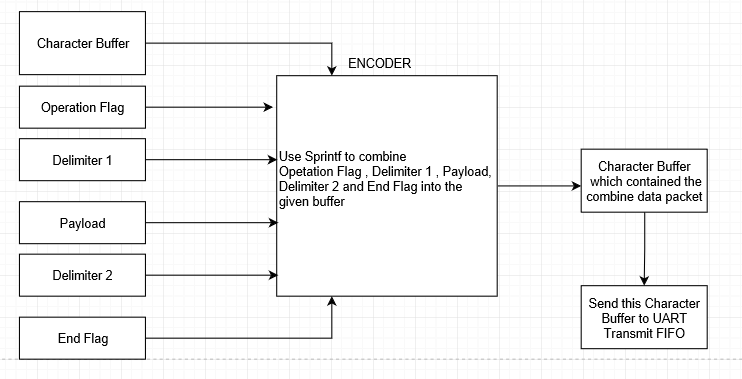 Character Buffer
ENCODER
Operation Flag
Delimiter 1
Payload
Delimiter 2
End Flag
Use Sprintf to combine
Opetation Flag , Delimiter 1 , Payload,
Delimiter 2 and End Flag into the
given buffer
Character Buffer
which contained the
combine data packet
Send this Character
Buffer to UART
Transmit FIFO